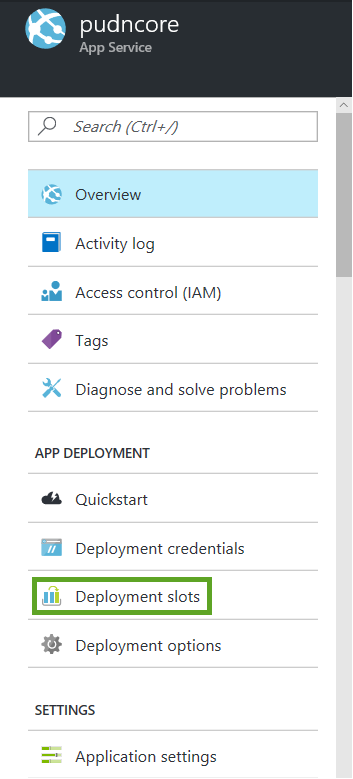 pudncore
App Service
Search (Ctrl+/)
Overview
Activity log
Access control (IAM)
Tags
Diagnose and solve problems
APP DEPLOYMENT
Quickstart
Deployment credentials
Deployment slots
Deployment options
SETTINGS
Application settings